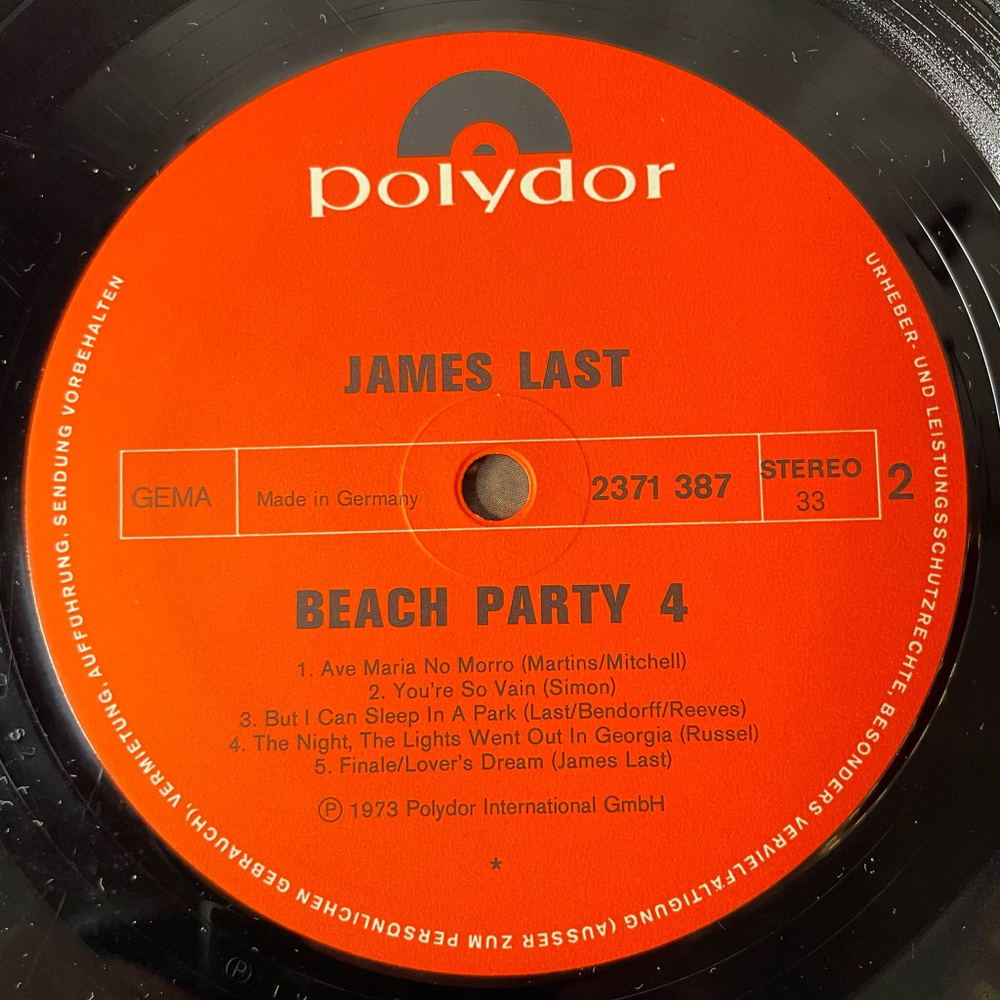 polydor
JAMES LAST
GEMA
Made in Germany
2371 387
STEREO
33
2
BEACH PARTY 4
1. Ave Maria No Morro (Martins/Mitchell)
2. You're So Vain (Simon)
3. But I Can Sleep In A Park (Last/Bendorff/Reeves)
4. The Night, The Lights Went Out In Georgia (Russel)
5. Finale/Lover's Dream (James Last)
Ⓟ 1973 Polydor International GmbH
*
URHEBER- UND LEISTUNGSSCHUTZRECHTE, BESONDERS VERVIELFÄLTIGUNG (AUSSER ZUM PERSÖNLICHEN GEBRAUCH), VERMIETUNG, AUFFÜHRUNG, SENDUNG VORBEHALTEN
(P)